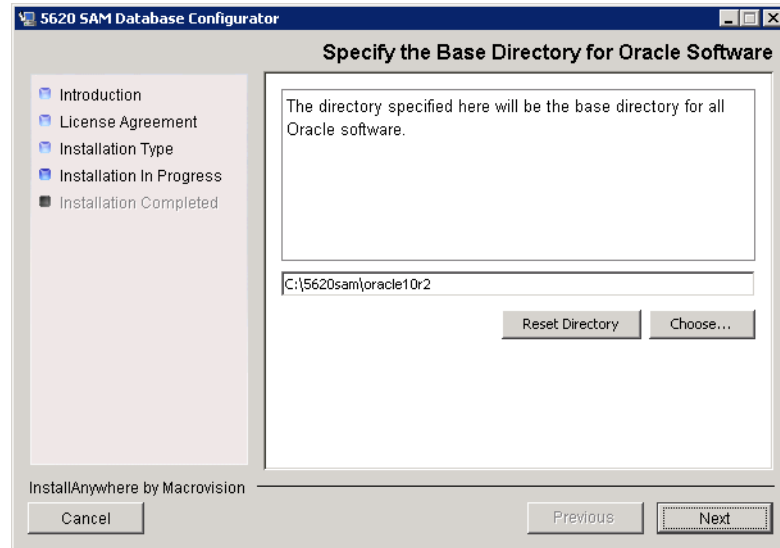 5620 SAM Database Configurator
Specify the Base Directory for Oracle Software
Introduction
License Agreement
Installation Type
Installation In Progress
Installation Completed
The directory specified here will be the base directory for all
Oracle software.
C:\5620sam\oracle10r2
Reset Directory
Choose...
InstallAnywhere by Macrovision
Cancel
Previous
Next